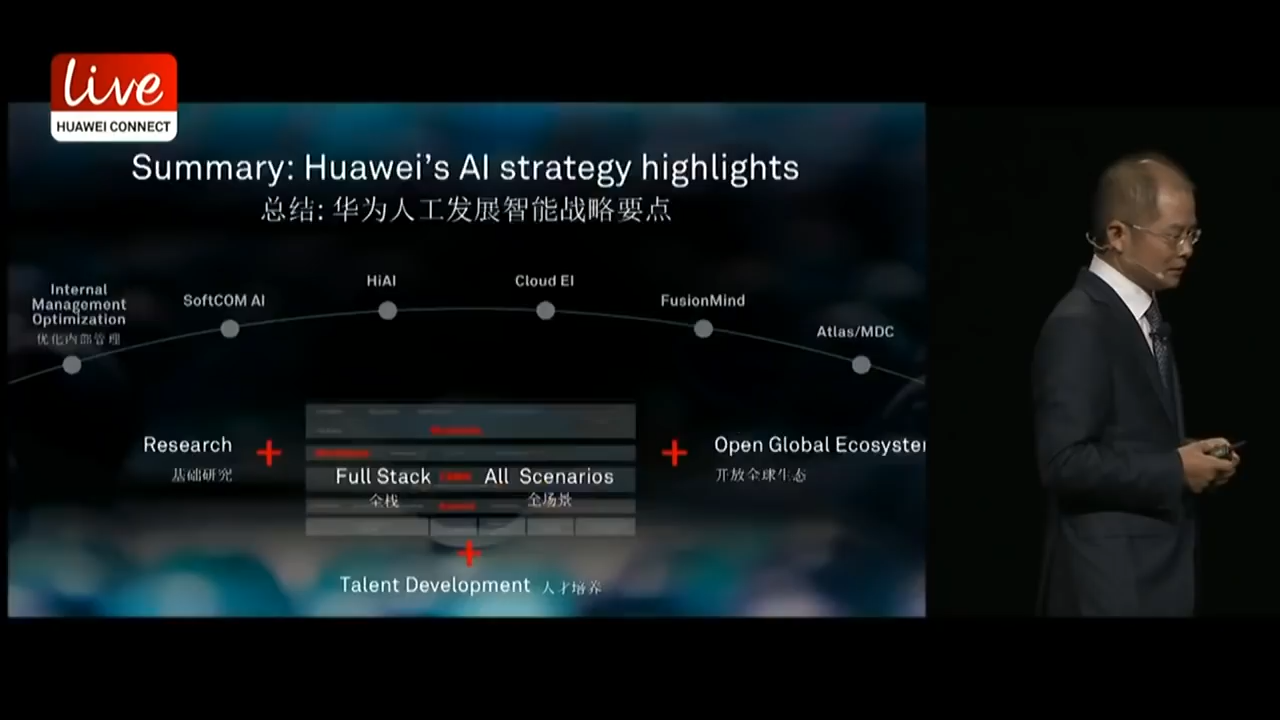 live
HUAWEI CONNECT
Summary: Huawei's AI strategy highlights
总结: 华为人工发展智能战略要点
Internal
Management
Optimization
优化内部管理
SoftCOM AI
HiAI
Cloud EI
FusionMind
Atlas/MDC
Research
基础研究
Full Stack
全栈
All Scenarios
全场景
Open Global Ecosyster
开放全球生态
Talent Development 人才培养